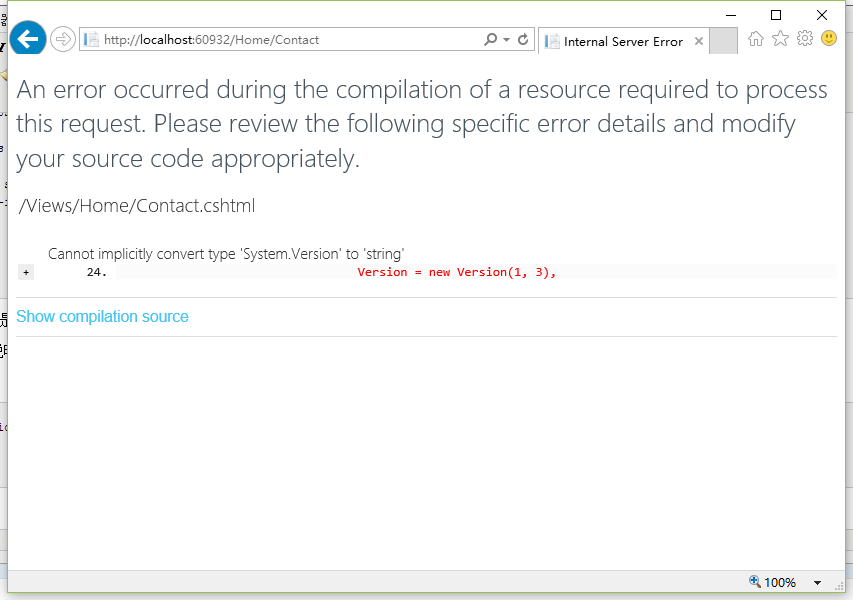 http://localhost:60932/Home/Contact
Internal Server Error
An error occurred during the compilation of a resource required to process
this request. Please review the following specific error details and modify
your source code appropriately.
/Views/Home/Contact.cshtml
Cannot implicitly convert type 'System.Version' to 'string'
+ 24. Version = new Version(1, 3),
Show compilation source
100%